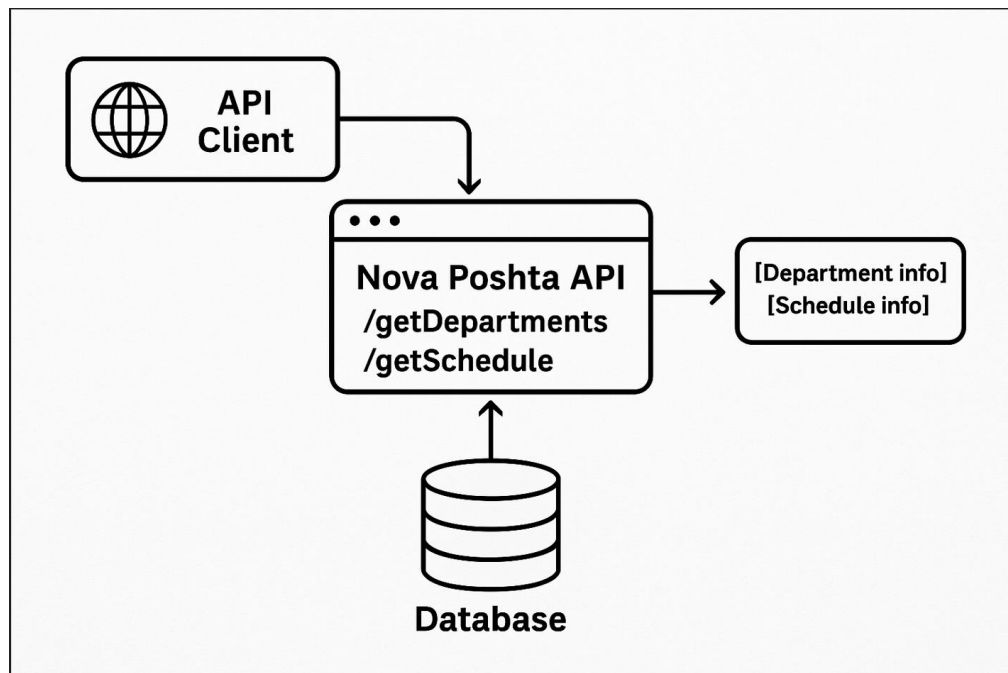 API
Client
Nova Poshta API
/getDepartments
/getSchedule
[Department info]
[Schedule info]
Database